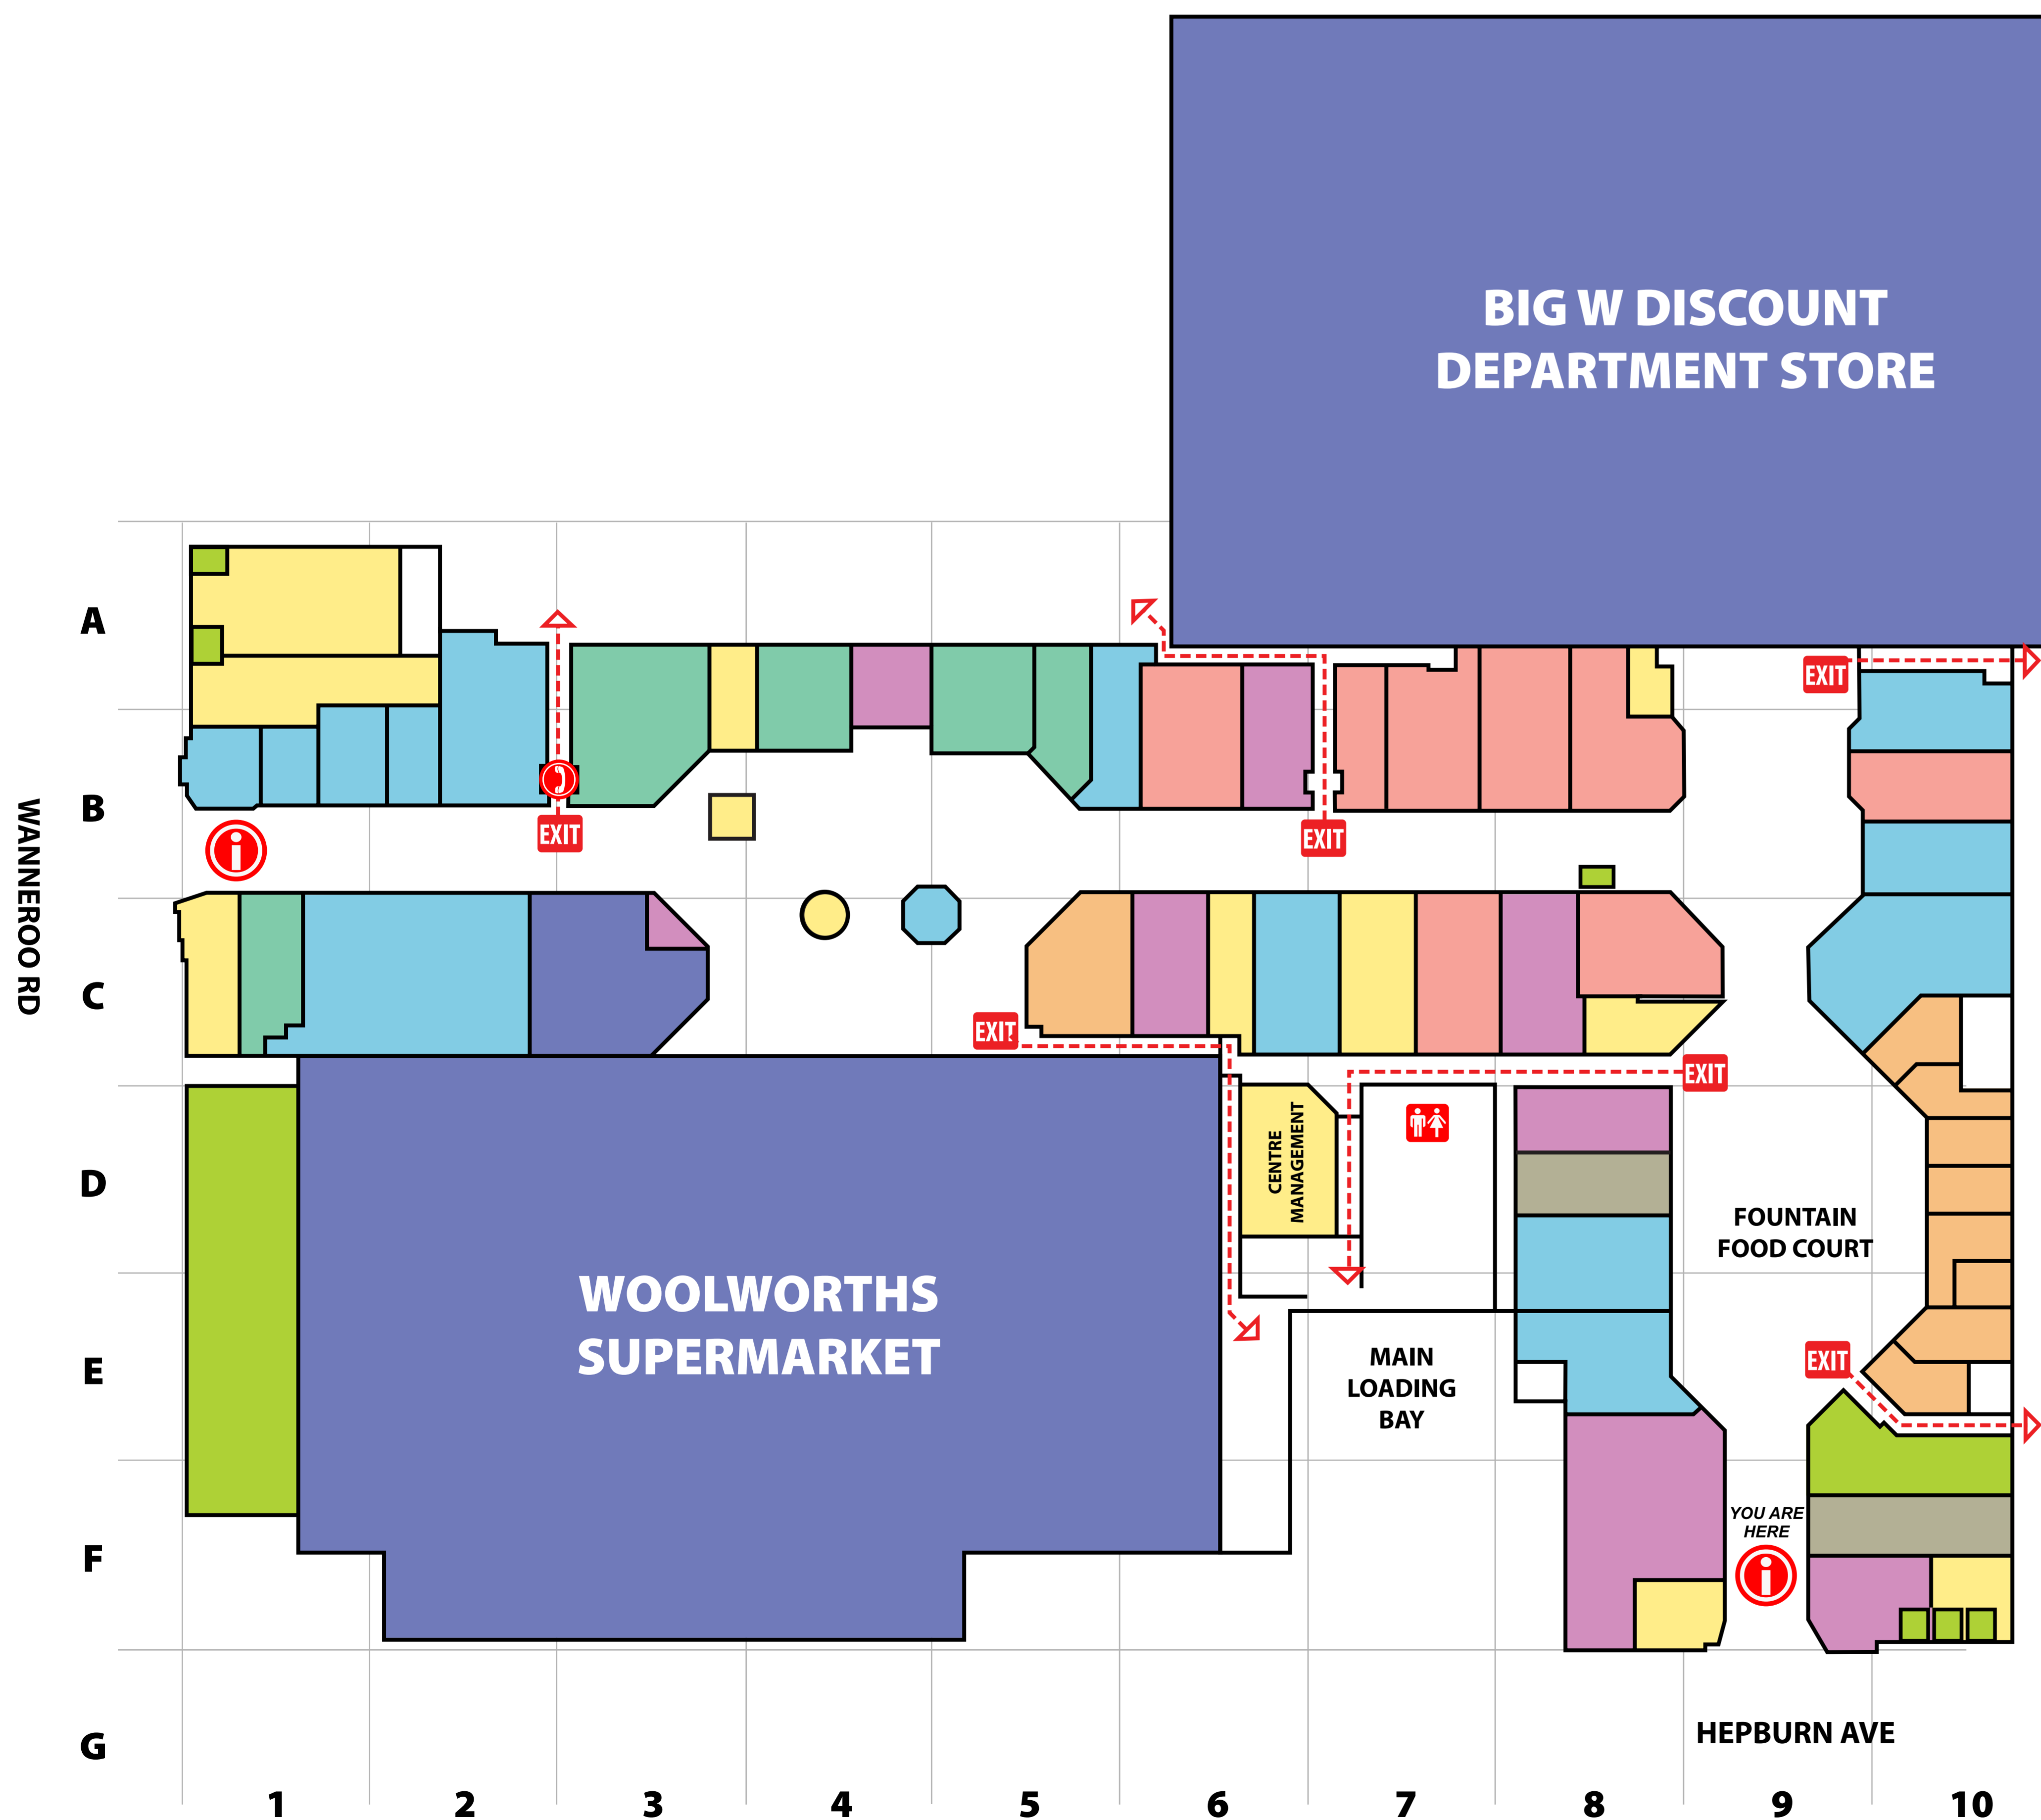 BIG W DISCOUNT
DEPARTMENT STORE
A
EXIT
B
WANNEROO RD
EXIT
EXIT
C
EXIT
EXIT
CENTRE
MANAGEMENT
D
FOUNTAIN
FOOD COURT
WOOLWORTHS
SUPERMARKET
MAIN
LOADING
BAY
E
EXIT
YOU ARE
HERE
F
HEPBURN AVE
G
1 2 3 4 5 6 7 8 9 10